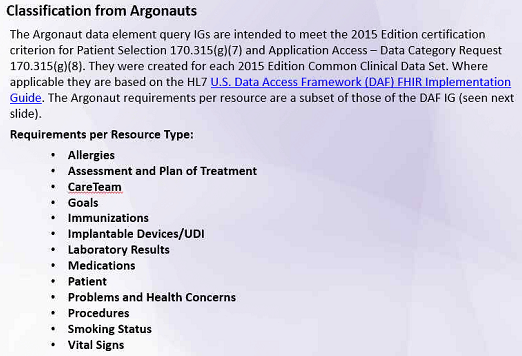 Classification from Argonauts
The Argonaut data element query IGs are intended to meet the 2015 Edition certification
criterion for Patient Selection 170.315(g)(7) and Application Access – Data Category Request
170.315(g)(8). They were created for each 2015 Edition Common Clinical Data Set. Where
applicable they are based on the HL7 U.S. Data Access Framework (DAF) FHIR Implementation
Guide. The Argonaut requirements per resource are a subset of those of the DAF IG (seen next
slide).
Requirements per Resource Type:
• Allergies
• Assessment and Plan of Treatment
• CareTeam
• Goals
• Immunizations
• Implantable Devices/UDI
• Laboratory Results
• Medications
• Patient
• Problems and Health Concerns
• Procedures
• Smoking Status
• Vital Signs